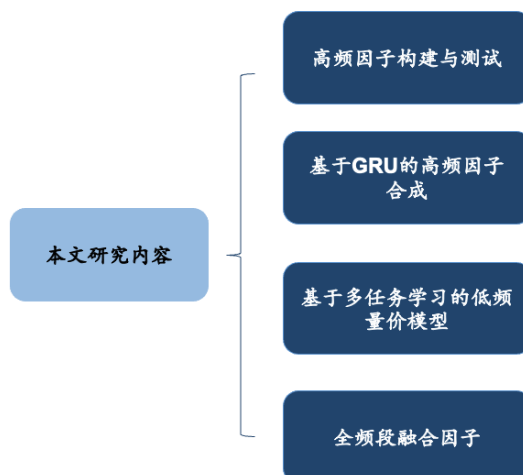 高频因子构建与测试
基于GRU的高频因子
合成
本文研究内容
基于多任务学习的低频
量价模型
全频段融合因子